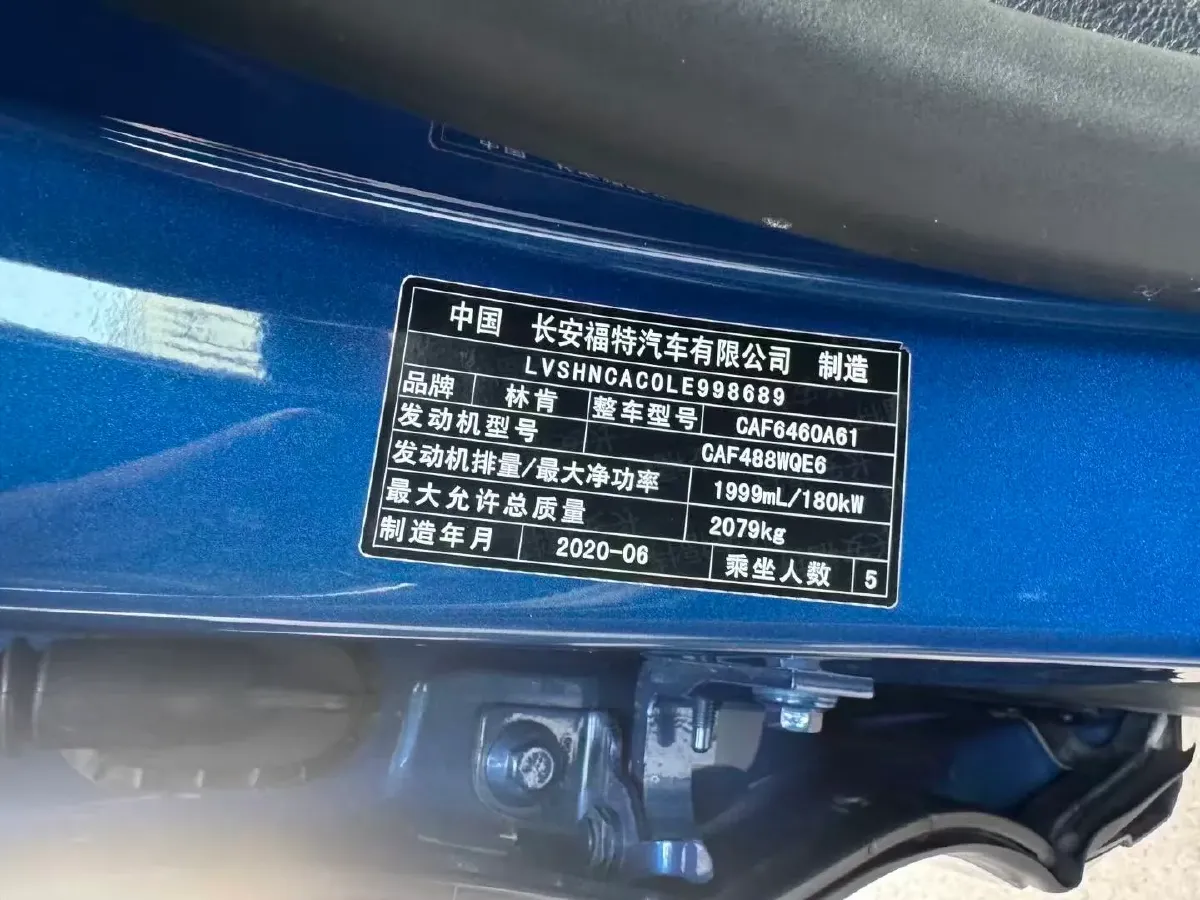 中国 长安福特汽车有限公司 制造
LVSHNCAC0LE998689
品牌 林肯 整车型号 CAF6460A61
发动机型号 CAF488WQE6
发动机排量/最大净功率 1999mL/180kW
最大允许总质量 2079kg
制造年月 2020-06 乘坐人数 5
中国